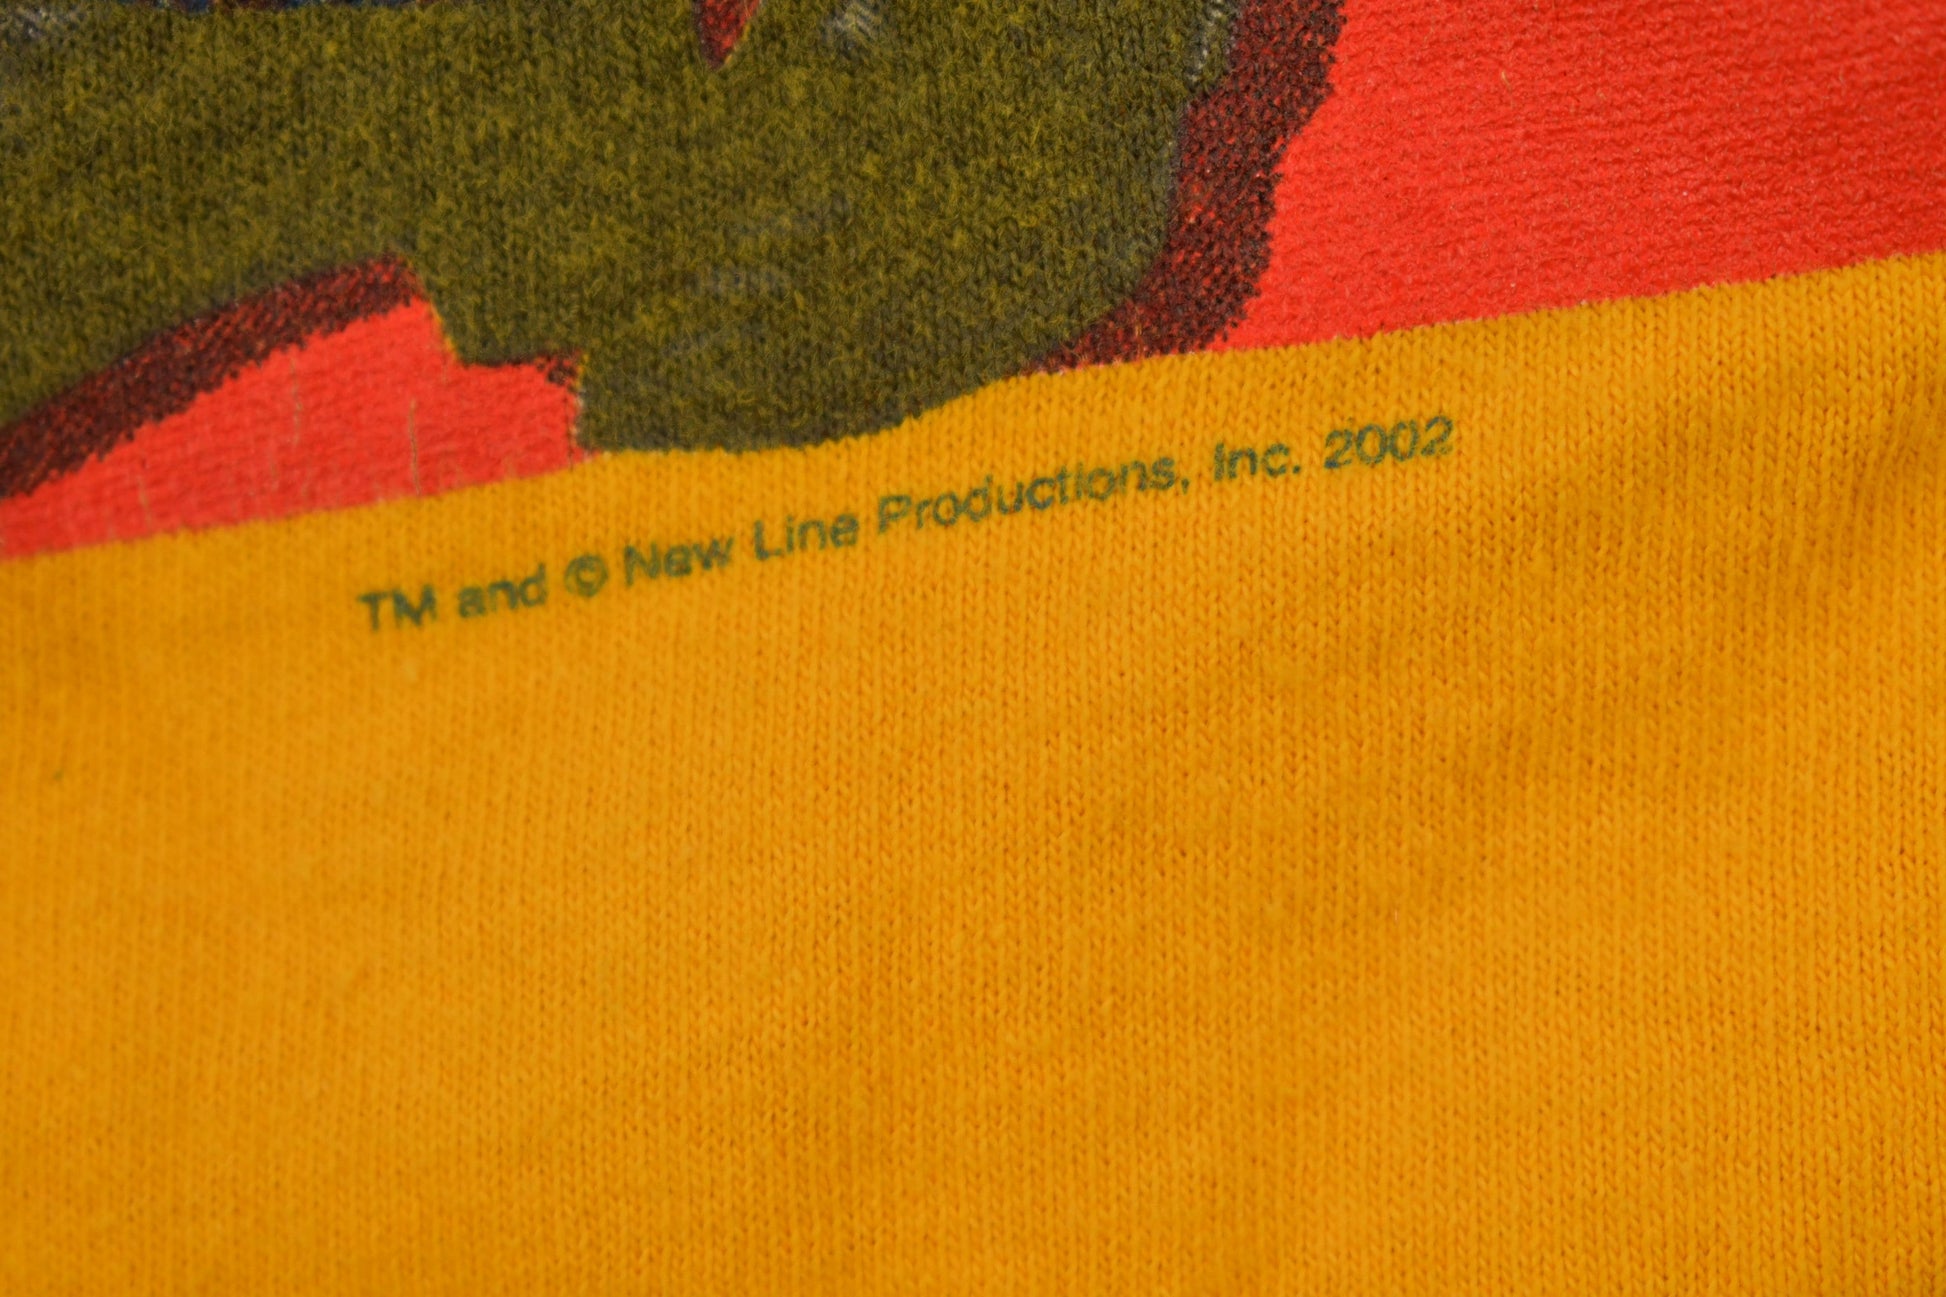 TM and © New Line Productions, Inc. 2002